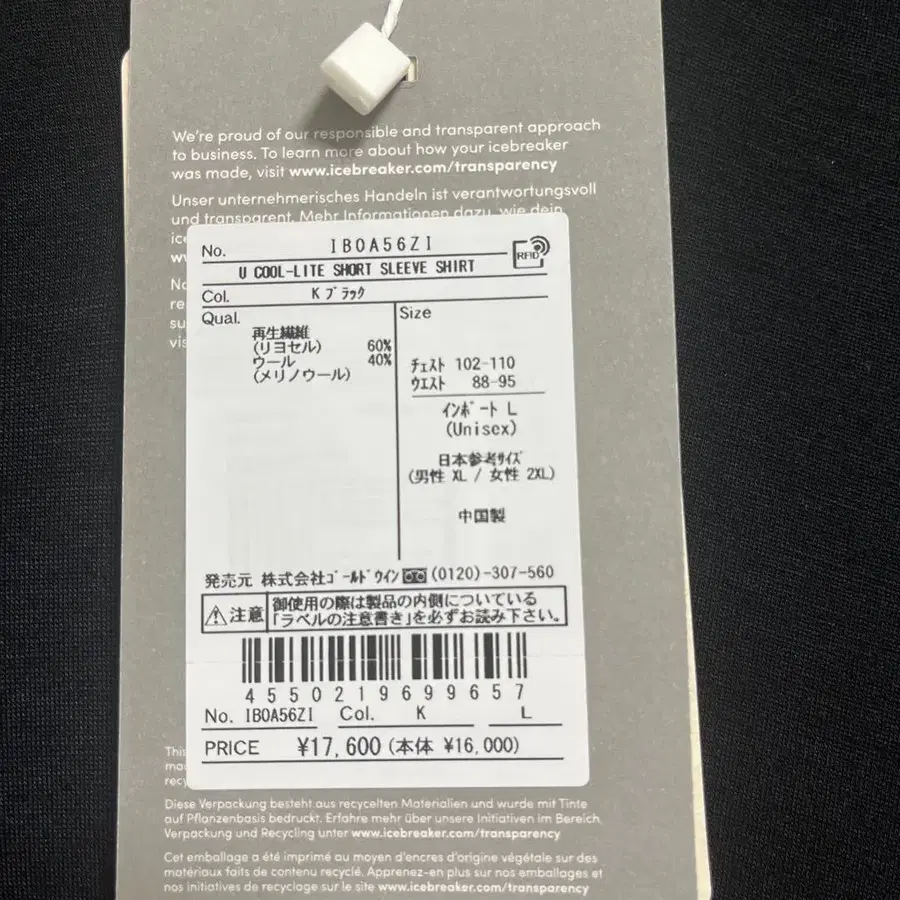 We're proud of our responsible and transparent approach
to business. To learn more about how your icebreaker
was made, visit www.icebreaker.com/transparency
Unser unternehmerisches Handeln ist verantwortungsvoll
und transparent. Mehr Informationen dazu, wie dein
No. IB0A56ZI
RFID
U COOL-LITE SHORT SLEEVE SHIRT
Col. K ブラック
Qual.
再生繊維
(リヨセル) 60%
ウール 40%
(メリノウール)
Size
チェスト 102-110
ウエスト 88-95
インポート L
(Unisex)
日本参考サイズ
(男性 XL / 女性 2XL)
中国製
発売元 株式会社ゴールドウイン (0120)-307-560
注意 御使用の際は製品の内側についている
「ラベルの注意書き」を必ずお読み下さい。
4550219699657
No. IB0A56ZI Col. K L
PRICE ¥17,600 (本体 ¥16,000)
This
Diese Verpackung besteht aus recycelten Materialien und wurde mit Tinte
auf Pflanzenbasis bedruckt. Erfahre mehr über unsere Initiativen im Bereich
Verpackung und Recycling unter www.icebreaker.com/transparency
Cet emballage a été imprimé au moyen d'encres d'origine végétale sur des
matériaux faits de contenu recyclé. Apprenez-en plus sur nos emballages et
nos initiatives de recyclage sur le site www.icebreaker.com/transparency